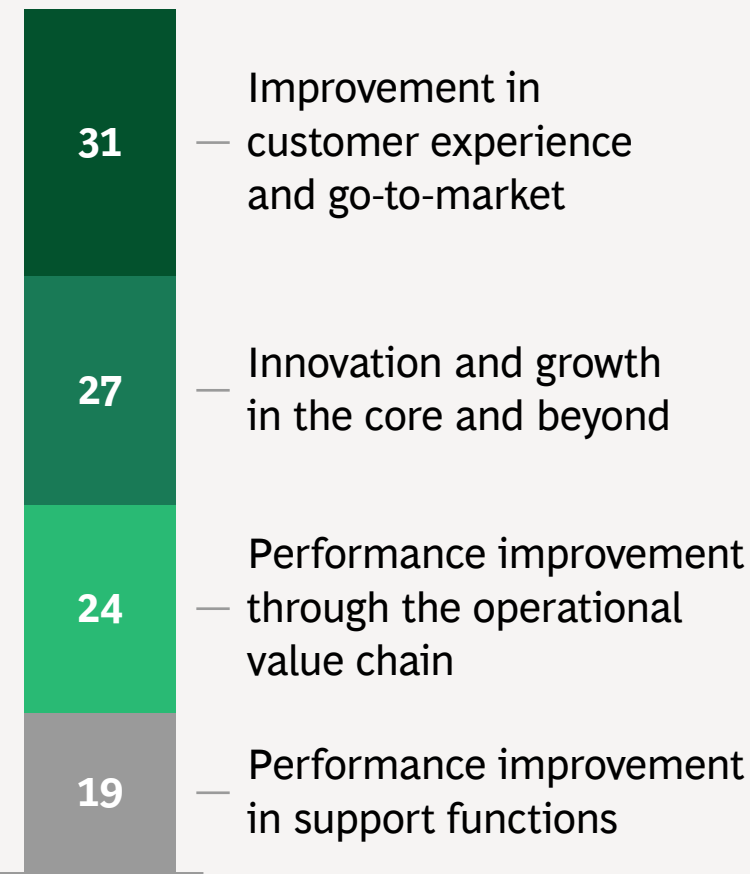 31
Improvement in
customer experience
and go-to-market
27
Innovation and growth
in the core and beyond
24
Performance improvement
through the operational
value chain
19
Performance improvement
in support functions